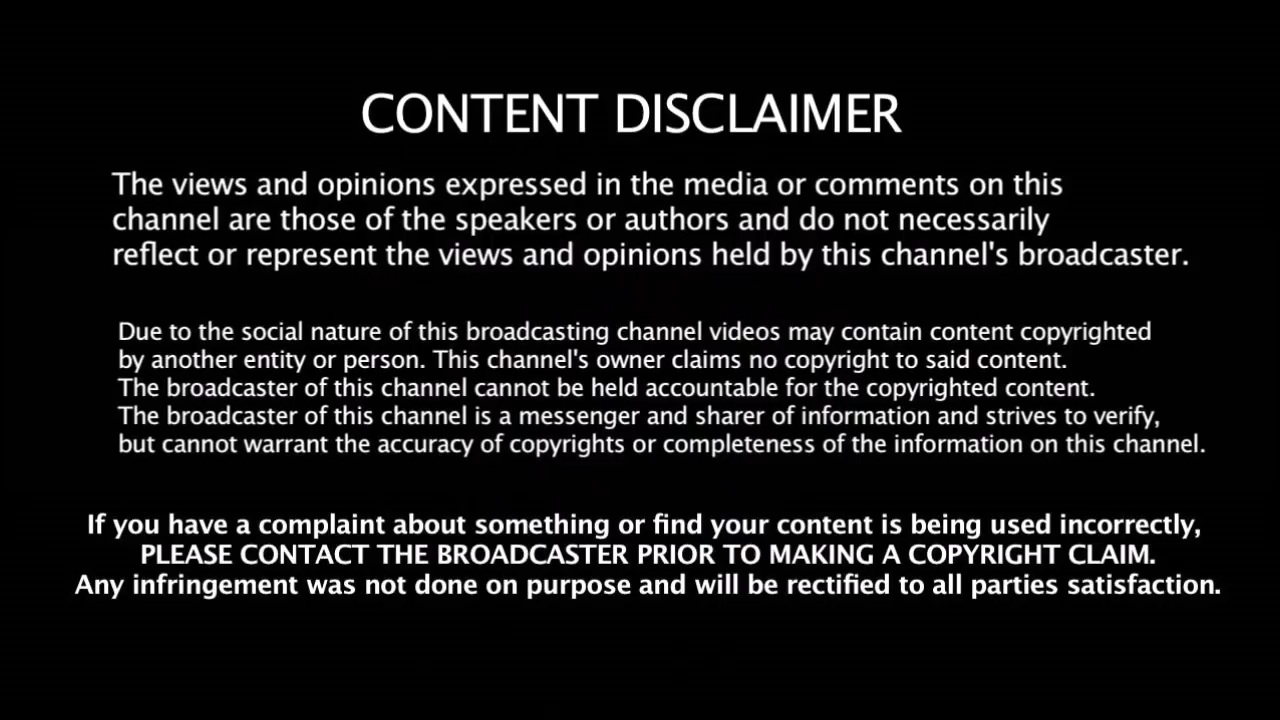 CONTENT DISCLAIMER
The views and opinions expressed in the media or comments on this
channel are those of the speakers or authors and do not necessarily
reflect or represent the views and opinions held by this channel's broadcaster.
Due to the social nature of this broadcasting channel videos may contain content copyrighted
by another entity or person. This channel's owner claims no copyright to said content.
The broadcaster of this channel cannot be held accountable for the copyrighted content.
The broadcaster of this channel is a messenger and sharer of information and strives to verify,
but cannot warrant the accuracy of copyrights or completeness of the information on this channel.
If you have a complaint about something or find your content is being used incorrectly,
PLEASE CONTACT THE BROADCASTER PRIOR TO MAKING A COPYRIGHT CLAIM.
Any infringement was not done on purpose and will be rectified to all parties satisfaction.